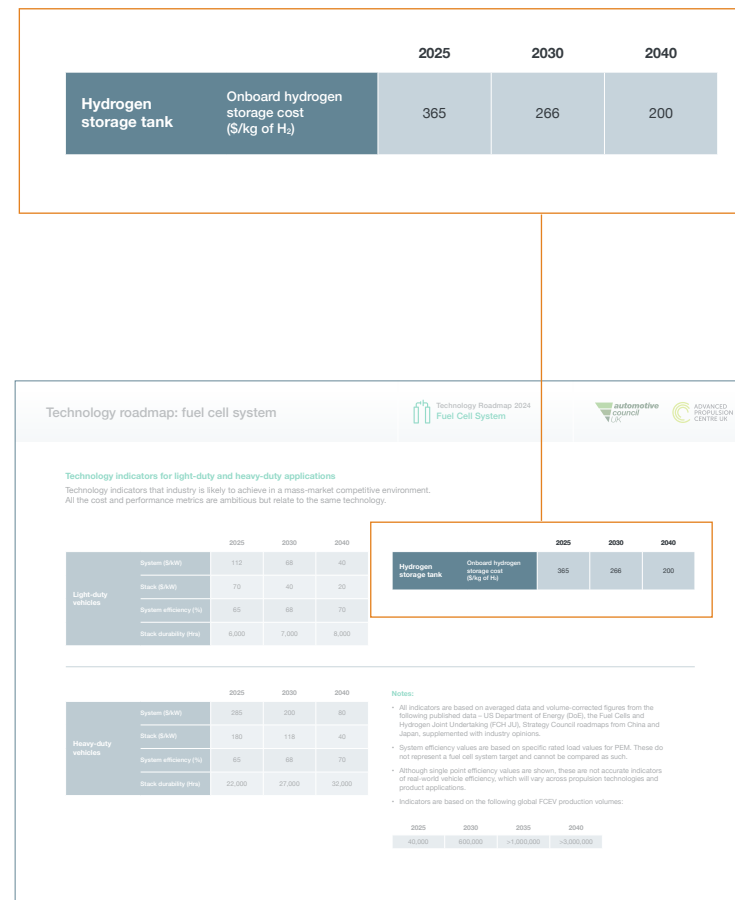 2025 2030 2040
Hydrogen
storage tank
Onboard hydrogen
storage cost
($/kg of H₂)
365 266 200
Technology roadmap: fuel cell system
Technology Roadmap 2024
Fuel Cell System
automotive
council
UK
ADVANCED
PROPULSION
CENTRE UK
Technology indicators for light-duty and heavy-duty applications
Technology indicators that industry is likely to achieve in a mass-market competitive environment.
All the cost and performance metrics are ambitious but relate to the same technology.
2025 2030 2040
Light-duty
vehicles
System ($/kW) 112 68 40
Stack ($/kW) 70 40 20
System efficiency (%) 65 68 70
Stack durability (Hrs) 6,000 7,000 8,000
2025 2030 2040
Hydrogen
storage tank
Onboard hydrogen
storage cost
($/kg of H₂)
365 266 200
2025 2030 2040
Heavy-duty
vehicles
System ($/kW) 285 200 80
Stack ($/kW) 180 118 40
System efficiency (%) 65 68 70
Stack durability (Hrs) 22,000 27,000 32,000
Notes:
• All indicators are based on averaged data and volume-corrected figures from the
following published data – US Department of Energy (DoE), the Fuel Cells and
Hydrogen Joint Undertaking (FCH JU), Strategy Council roadmaps from China and
Japan, supplemented with industry opinions.
• System efficiency values are based on specific rated load values for PEM. These do
not represent a fuel cell system target and cannot be compared as such.
• Although single point efficiency values are shown, these are not accurate indicators
of real-world vehicle efficiency, which will vary across propulsion technologies and
product applications.
• Indicators are based on the following global FCEV production volumes:
2025 2030 2035 2040
40,000 600,000 >1,000,000 >3,000,000